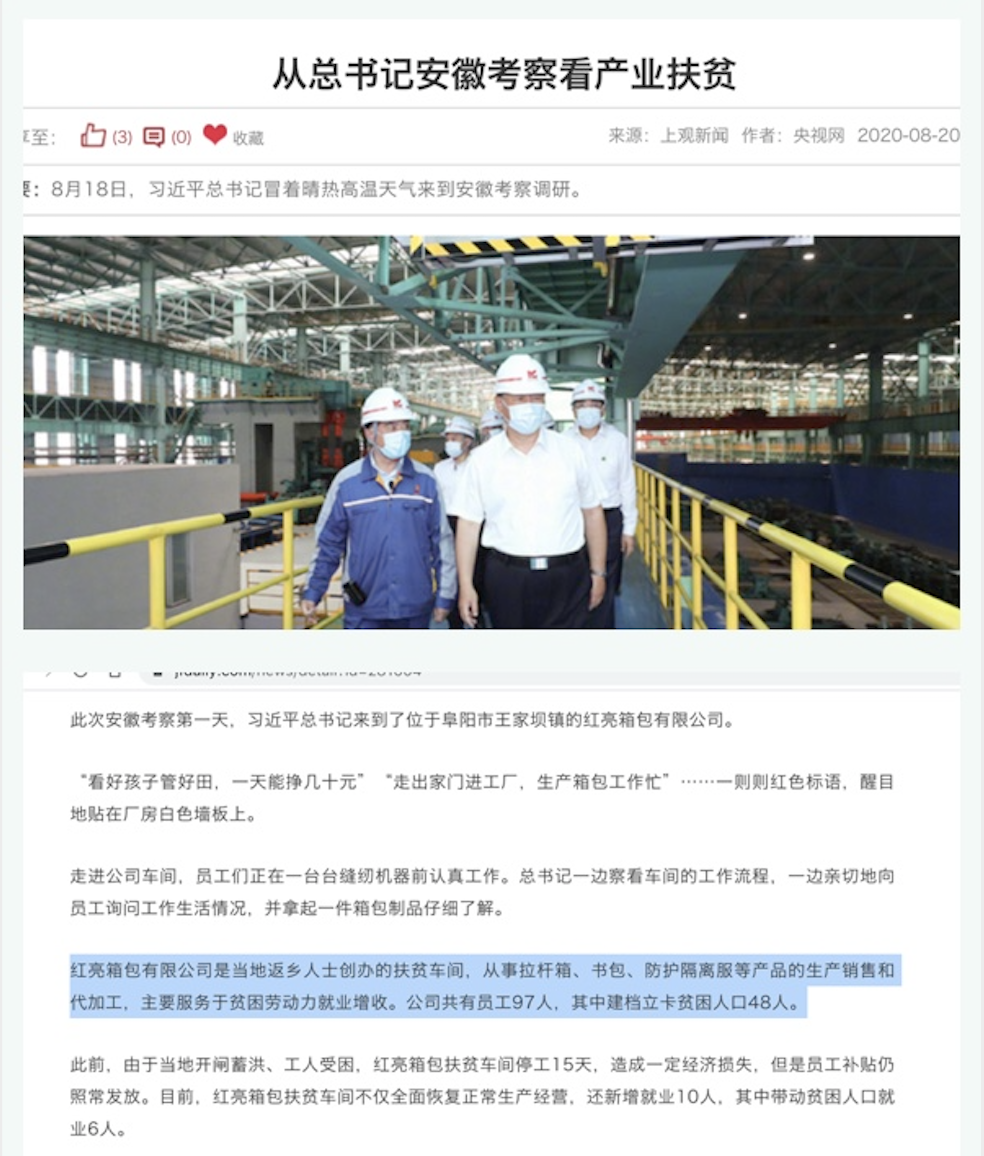 从总书记安徽考察看产业扶贫
至： (3) (0) 收藏 来源：上观新闻 作者：央视网 2020-08-20
要：8月18日，习近平总书记冒着晴热高温天气来到安徽考察调研。
此次安徽考察第一天，习近平总书记来到了位于阜阳市王家坝镇的红亮箱包有限公司。
“看好孩子管好田，一天能挣几十元”“走出家门进工厂，生产箱包工作忙”……一则则红色标语，醒目
地贴在厂房白色墙板上。
走进公司车间，员工们正在一台台缝纫机器前认真工作。总书记一边察看车间的工作流程，一边亲切地向
员工询问工作生活情况，并拿起一件箱包制品仔细了解。
红亮箱包有限公司是当地返乡人士创办的扶贫车间，从事拉杆箱、书包、防护隔离服等产品的生产销售和
代加工，主要服务于贫困劳动力就业增收。公司共有员工97人，其中建档立卡贫困人口48人。
此前，由于当地开闸蓄洪、工人受困，红亮箱包扶贫车间停工15天，造成一定经济损失，但是员工补贴仍
照常发放。目前，红亮箱包扶贫车间不仅全面恢复正常生产经营，还新增就业10人，其中带动贫困人口就
业6人。